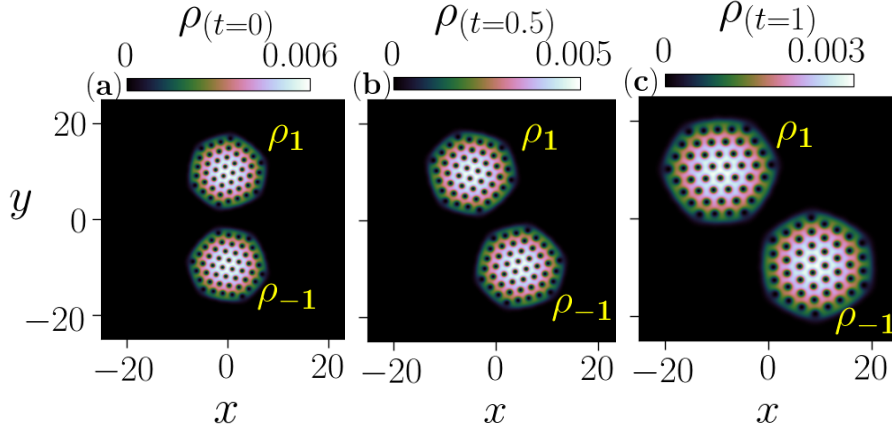 ρ(t=0) ρ(t=0.5) ρ(t=1)
0 0.006 0 0.005 0 0.003
(a) (b) (c)
20 ρ1 ρ1 ρ1
y 0
−20 ρ−1 ρ−1 ρ−1
−20 0 20 −20 0 20 0 20
x x x